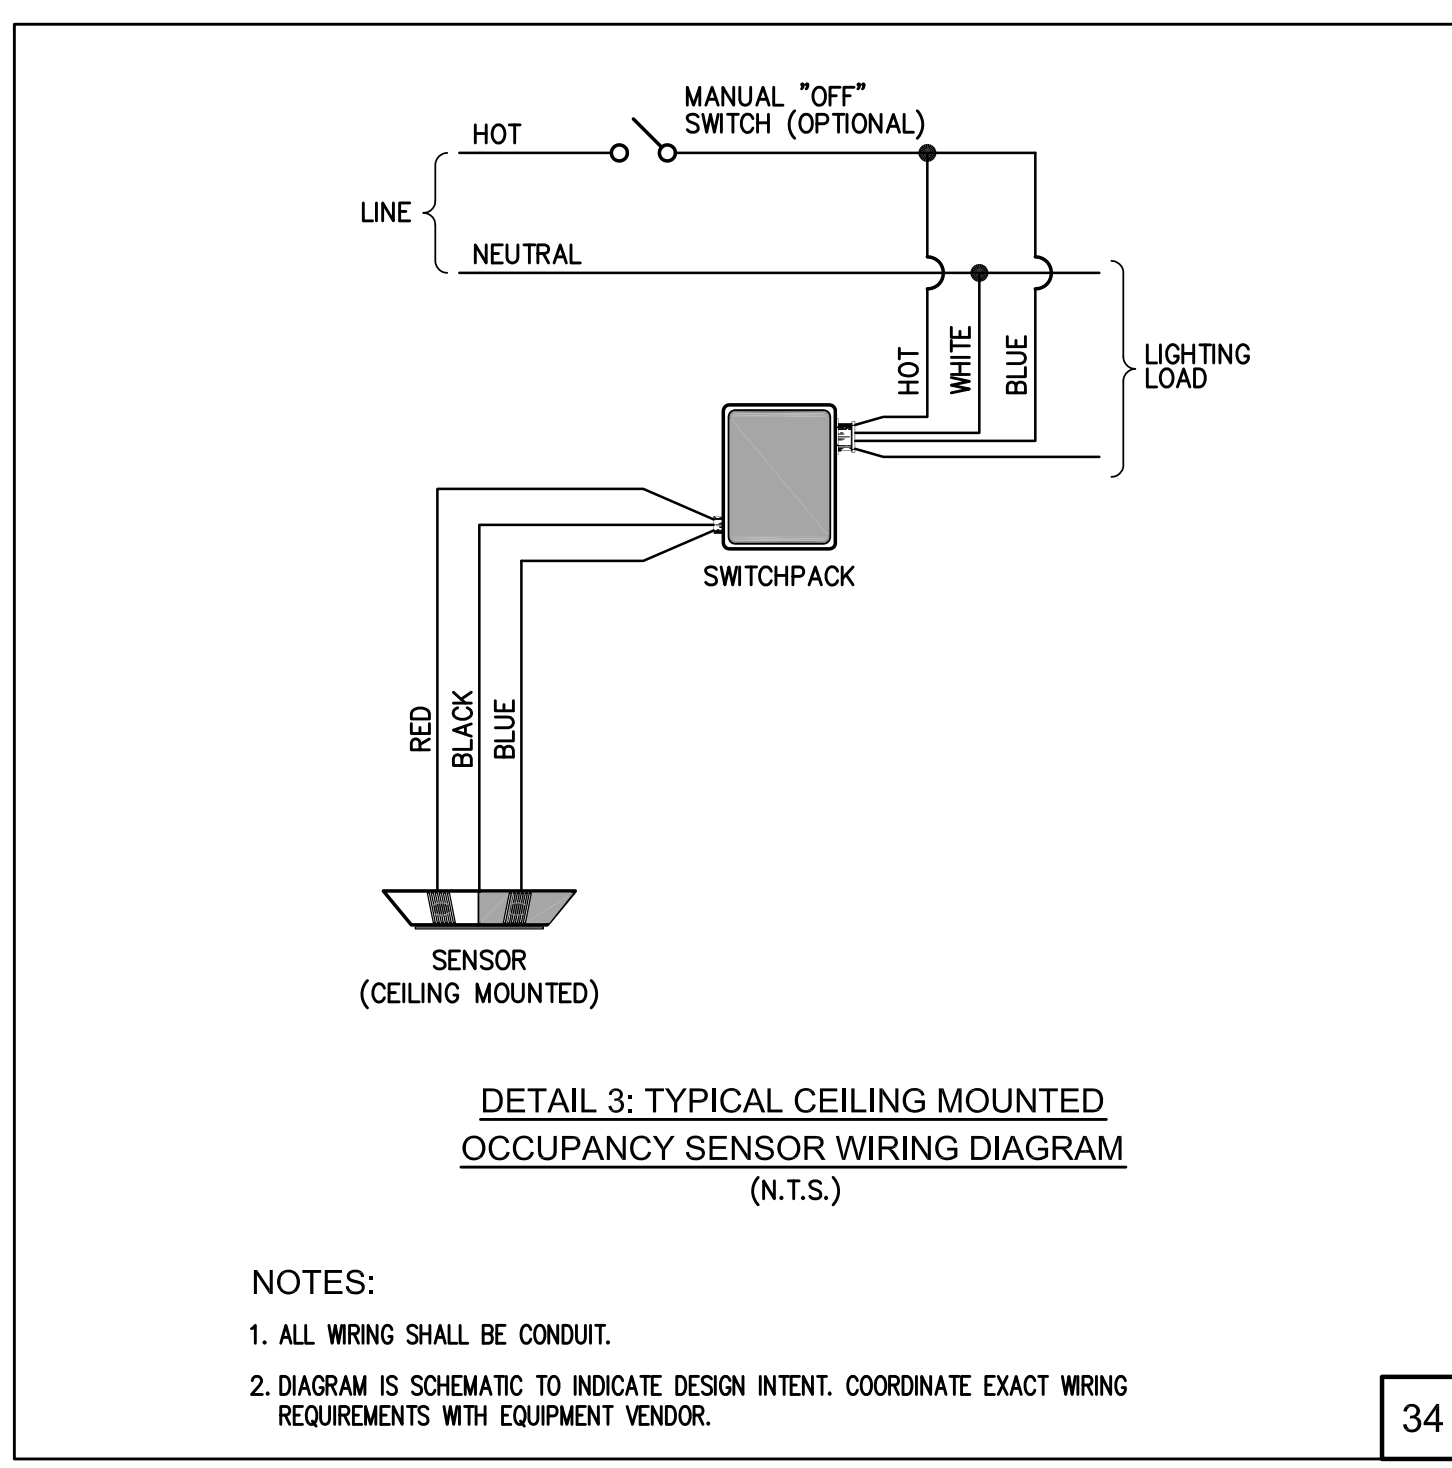 MANUAL "OFF"
SWITCH (OPTIONAL)
HOT
LINE
NEUTRAL
HOT
WHITE
BLUE
LIGHTING
LOAD
SWITCHPACK
RED
BLACK
BLUE
SENSOR
(CEILING MOUNTED)
DETAIL 3: TYPICAL CEILING MOUNTED
OCCUPANCY SENSOR WIRING DIAGRAM
(N.T.S.)
NOTES:
1. ALL WIRING SHALL BE CONDUIT.
2. DIAGRAM IS SCHEMATIC TO INDICATE DESIGN INTENT. COORDINATE EXACT WIRING
REQUIREMENTS WITH EQUIPMENT VENDOR.
34